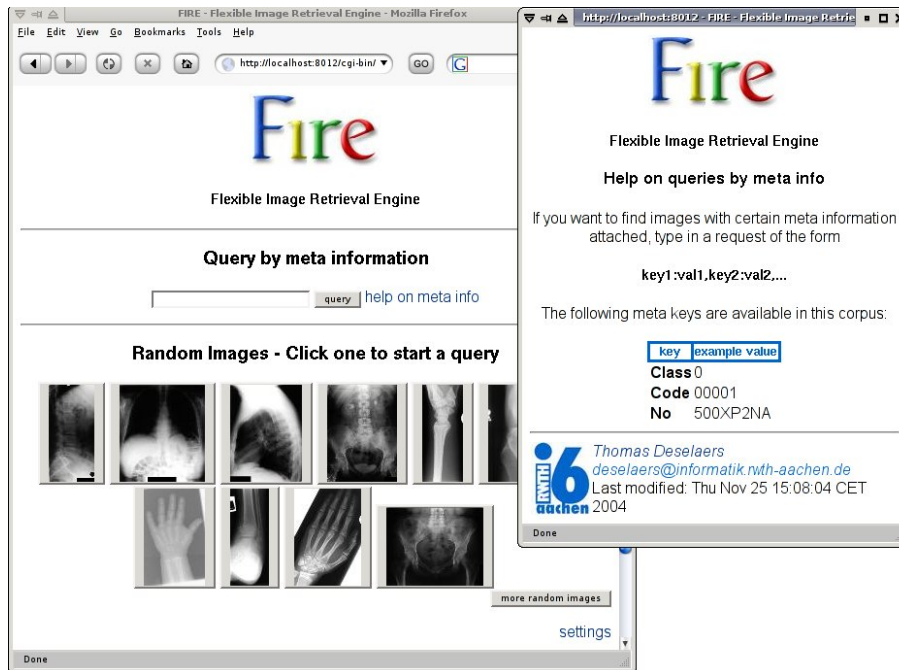 FIRE - Flexible Image Retrieval Engine - Mozilla Firefox
File Edit View Go Bookmarks Tools Help
http://localhost:8012/cgi-bin/
GO
G
Fire
Flexible Image Retrieval Engine
Query by meta information
query
help on meta info
Random Images - Click one to start a query
more random images
settings
Done
http://localhost:8012 - FIRE - Flexible Image Retrie
Fire
Flexible Image Retrieval Engine
Help on queries by meta info
If you want to find images with certain meta information
attached, type in a request of the form
key1:val1,key2:val2,...
The following meta keys are available in this corpus:
key example value
Class 0
Code 00001
No 500XP2NA
RWTH
i6
aachen
Thomas Deselaers
deselaers@informatik.rwth-aachen.de
Last modified: Thu Nov 25 15:08:04 CET
2004
Done